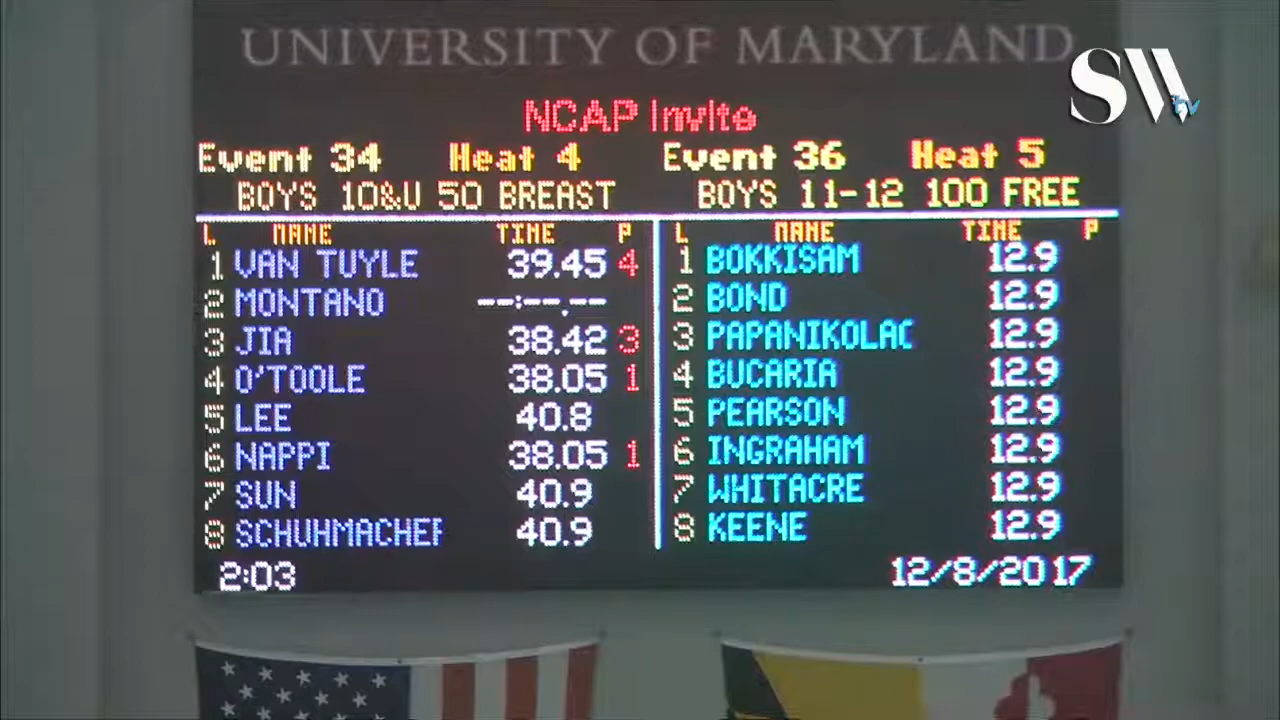 UNIVERSITY OF MARYLAND
SW TV
NCAP Invite
Event 34 Heat 4
BOYS 10&U 50 BREAST
L NAME TIME P
1 VAN TUYLE 39.45 4
2 MONTANO --:--.--
3 JIA 38.42 3
4 O'TOOLE 38.05 1
5 LEE 40.8
6 NAPPI 38.05 1
7 SUN 40.9
8 SCHUHMACHER 40.9
2:03
Event 36 Heat 5
BOYS 11-12 100 FREE
L NAME TIME P
1 BOKKISAM 12.9
2 BOND 12.9
3 PAPANIKOLAO 12.9
4 BUCARIA 12.9
5 PEARSON 12.9
6 INGRAHAM 12.9
7 WHITACRE 12.9
8 KEENE 12.9
12/8/2017